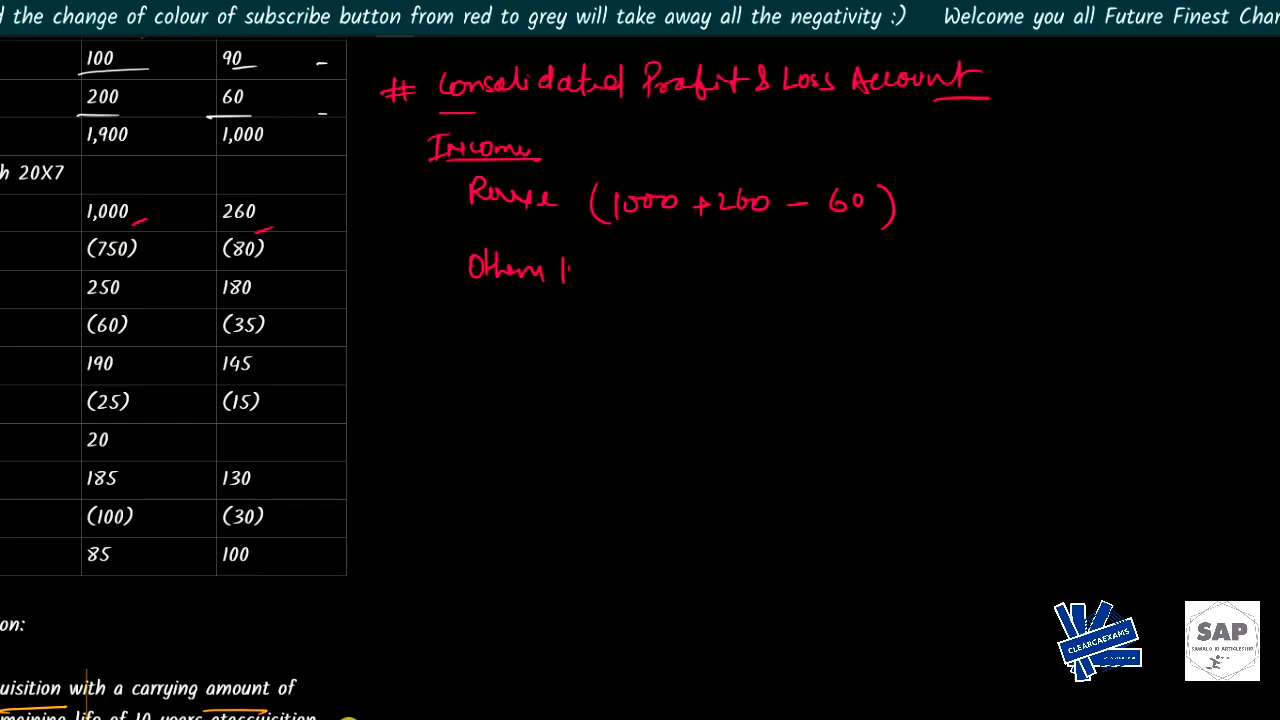 d the change of colour of subscribe button from red to grey will take away all the negativity :) Welcome you all Future Finest Char
100 90 -
200 60 -
1,900 1,000
h 20X7
1,000 260
(750) (80)
250 180
(60) (35)
190 145
(25) (15)
20
185 130
(100) (30)
85 100
on:
uisition with a carrying amount of
# Consolidated Profit & Loss Account
Income
(1000 + 260 - 60)
CLEARCAEXAMS
SAP
SAWAAL KI ARTICLESHIP